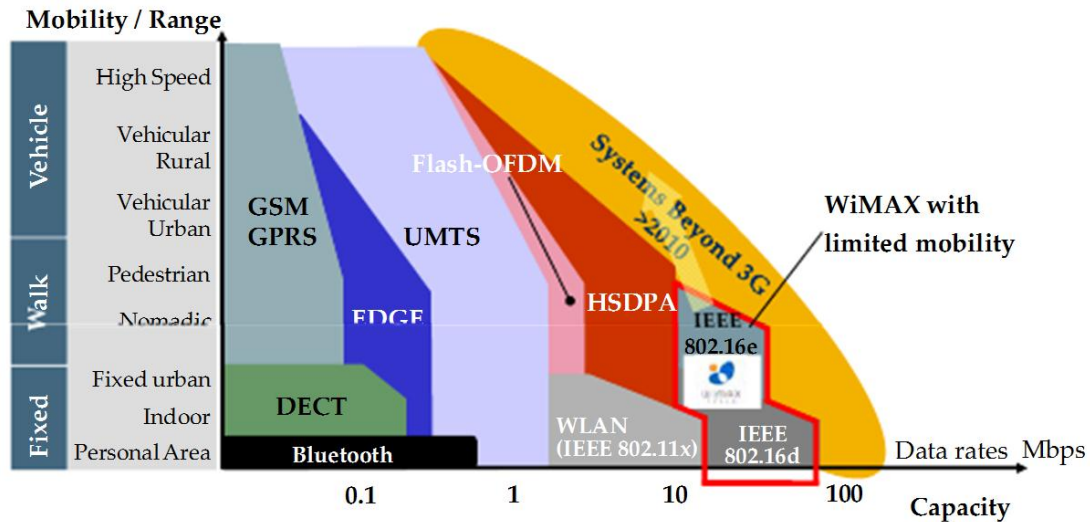 Mobility / Range
Vehicle
High Speed
Vehicular
Rural
Vehicular
Urban
Walk
Pedestrian
Nomadic
Fixed
Fixed urban
Indoor
Personal Area
GSM
GPRS
EDGE
UMTS
Flash-OFDM
HSDPA
Systems Beyond 3G
>2010
WiMAX with
limited mobility
IEEE
802.16e
DECT
Bluetooth
WLAN
(IEEE 802.11x)
IEEE
802.16d
Data rates Mbps
0.1 1 10 100
Capacity